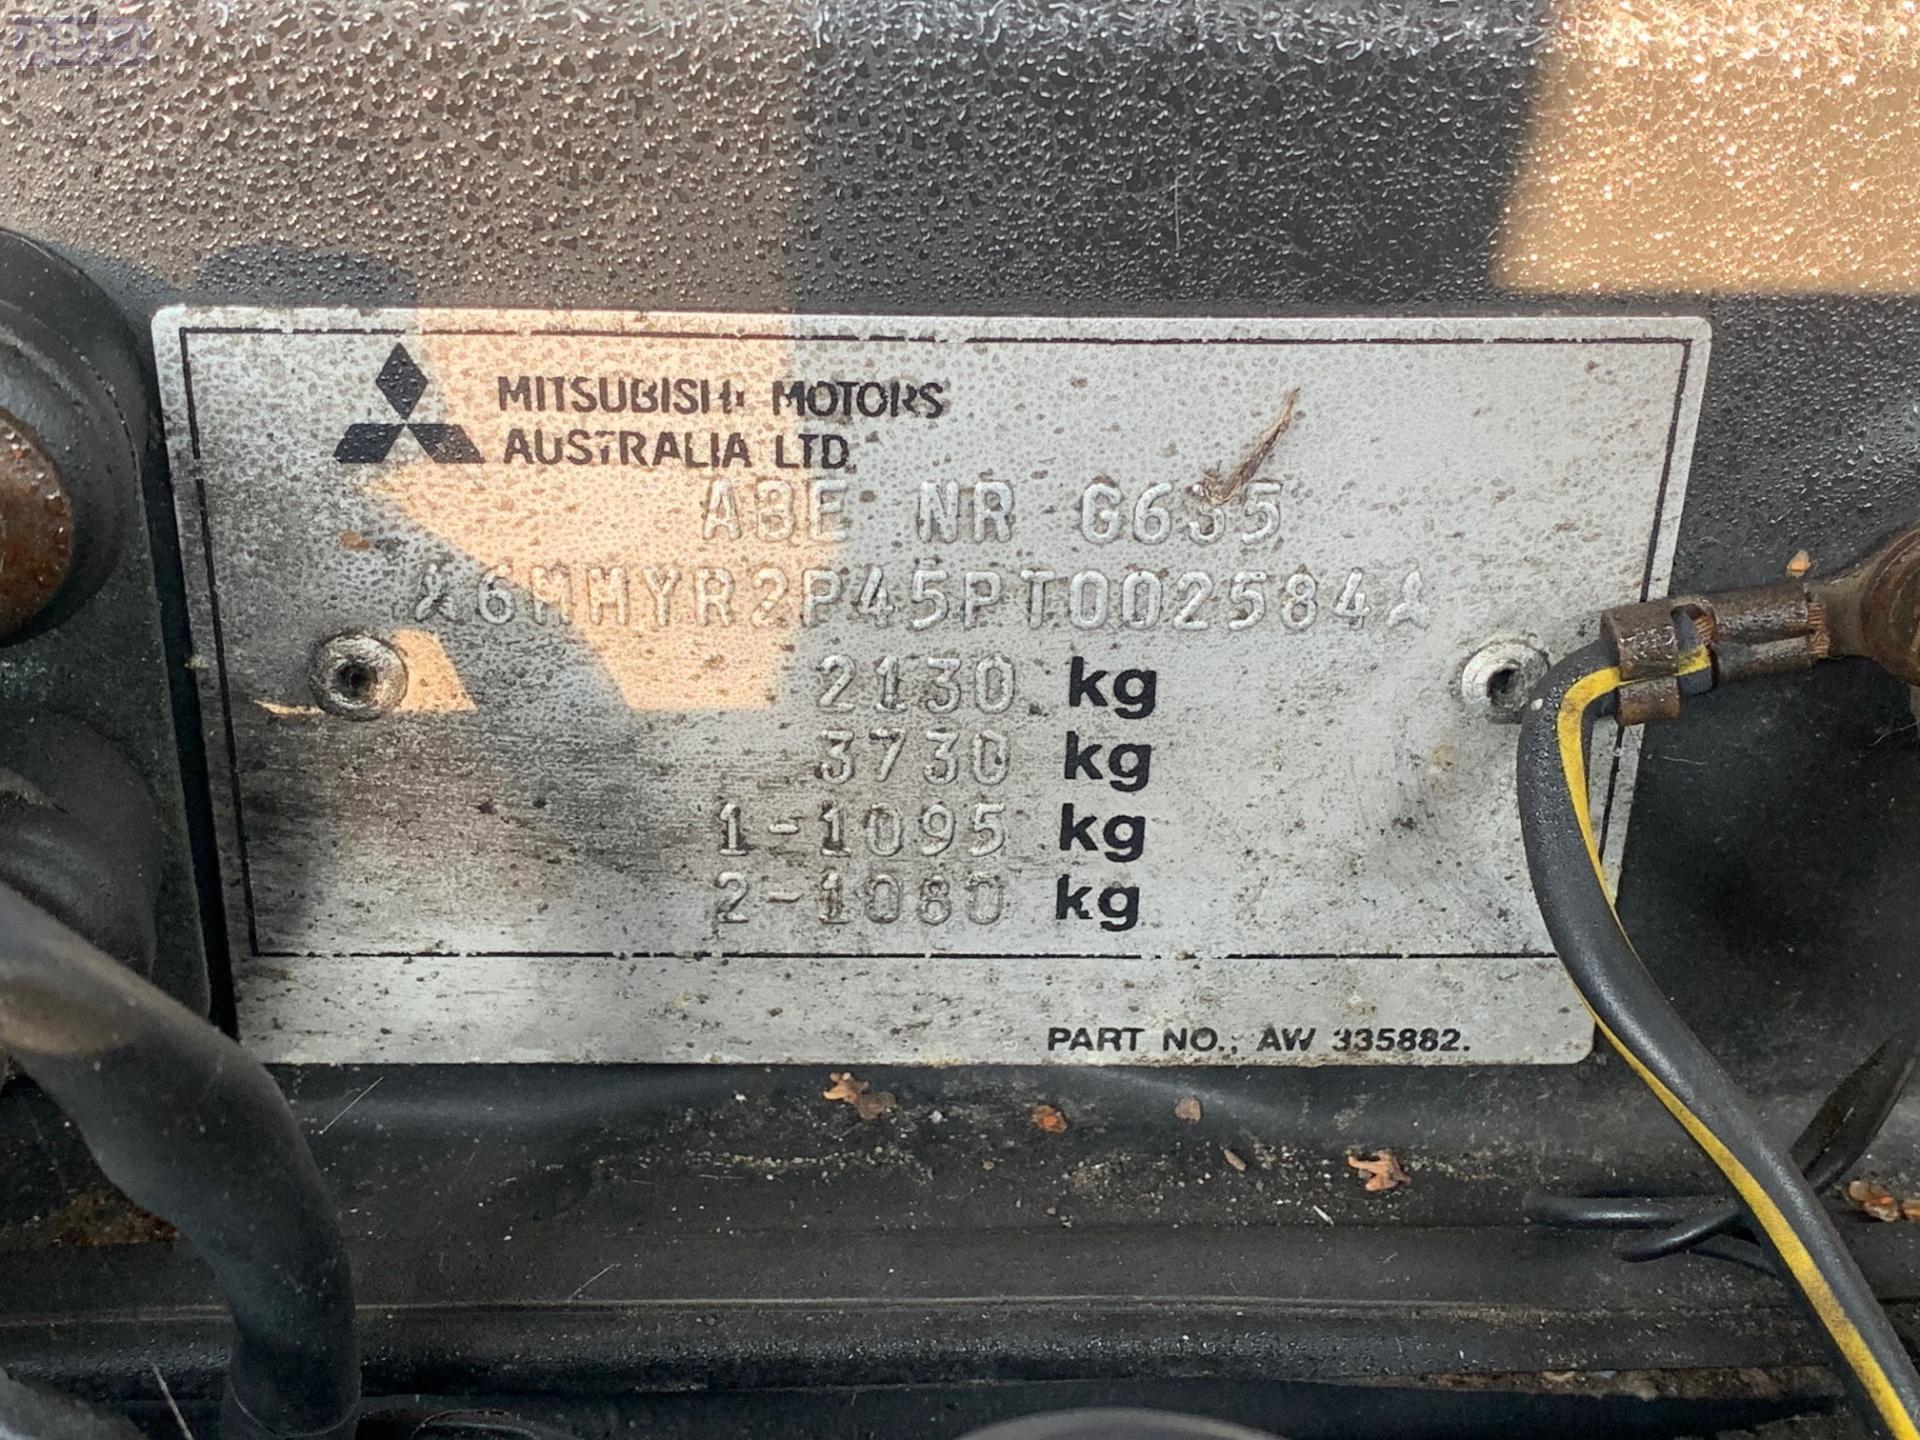 MITSUBISHI MOTORS
AUSTRALIA LTD.
ABE NR G635
6MMYR2P45PT002584
2130 kg
3730 kg
1-1095 kg
2-1080 kg
PART NO.; AW 335882.